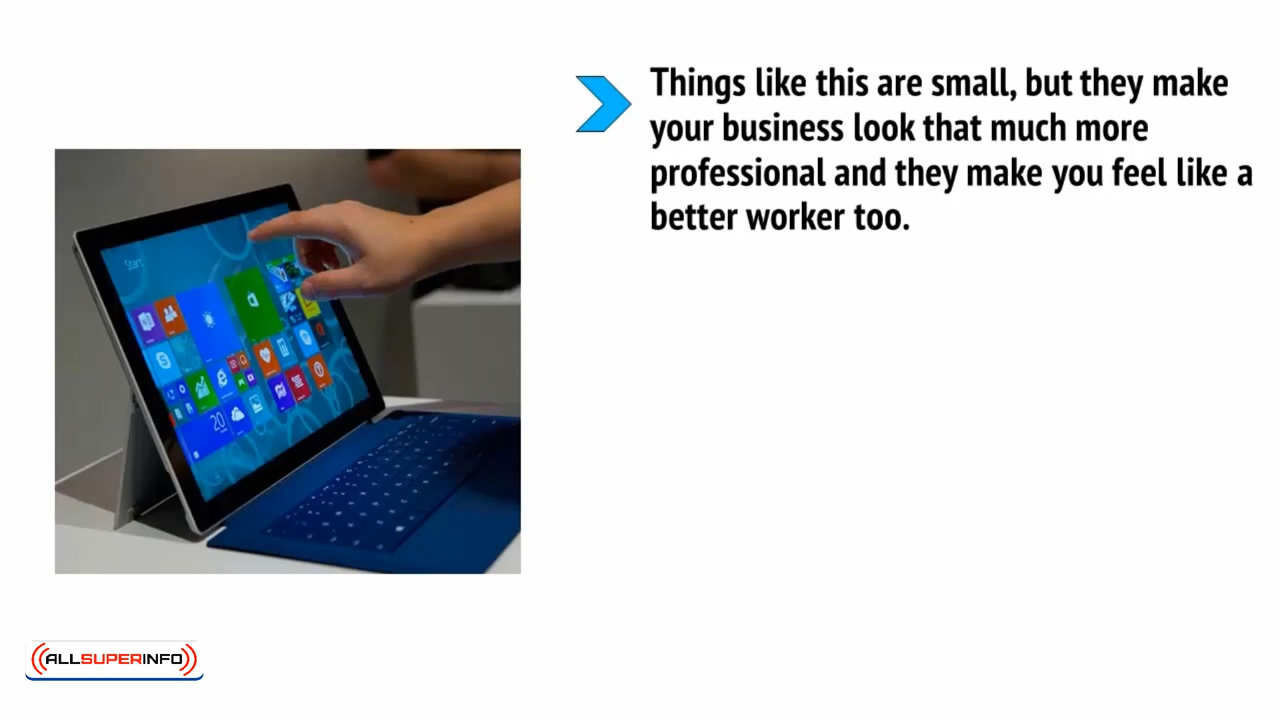 Things like this are small, but they make
your business look that much more
professional and they make you feel like a
better worker too.
Start
20
ALLSUPERINFO